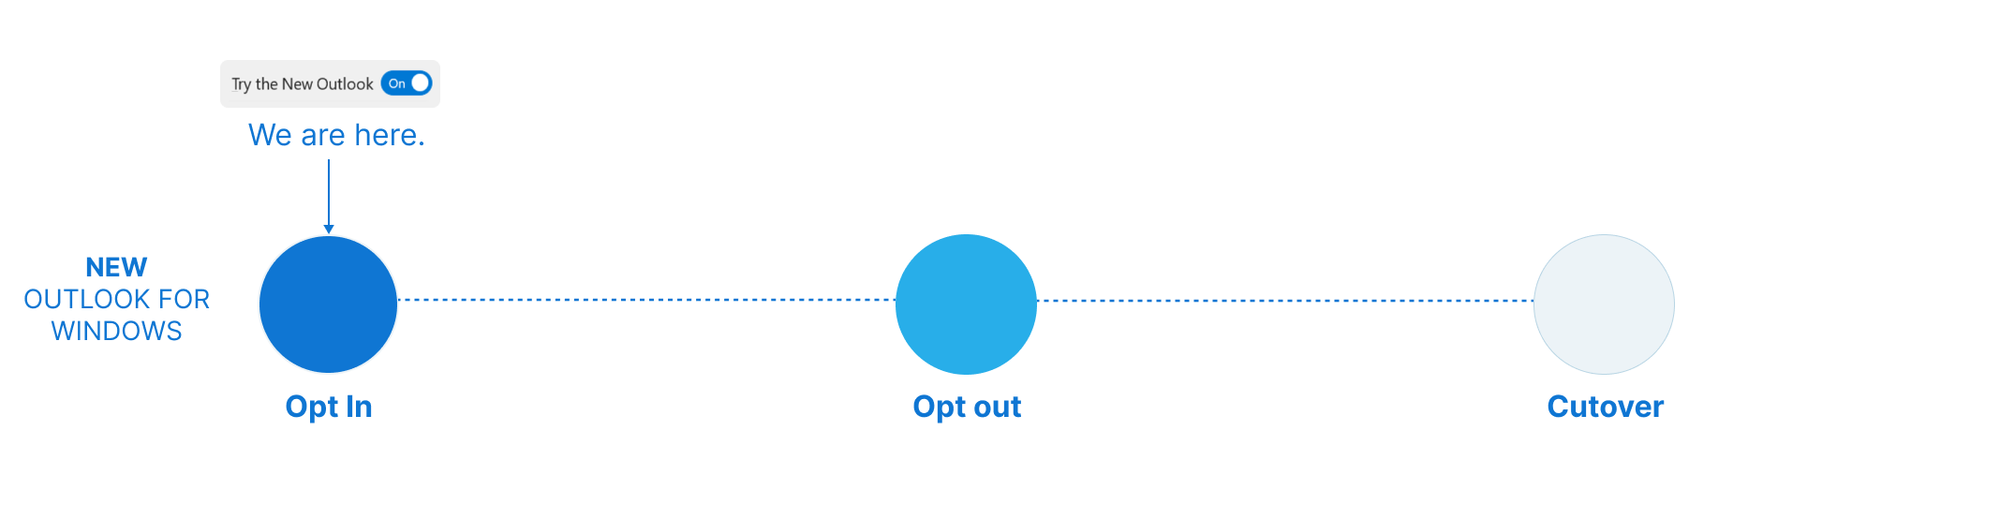 Try the New Outlook On
We are here.
NEW
OUTLOOK FOR
WINDOWS
Opt In
Opt out
Cutover